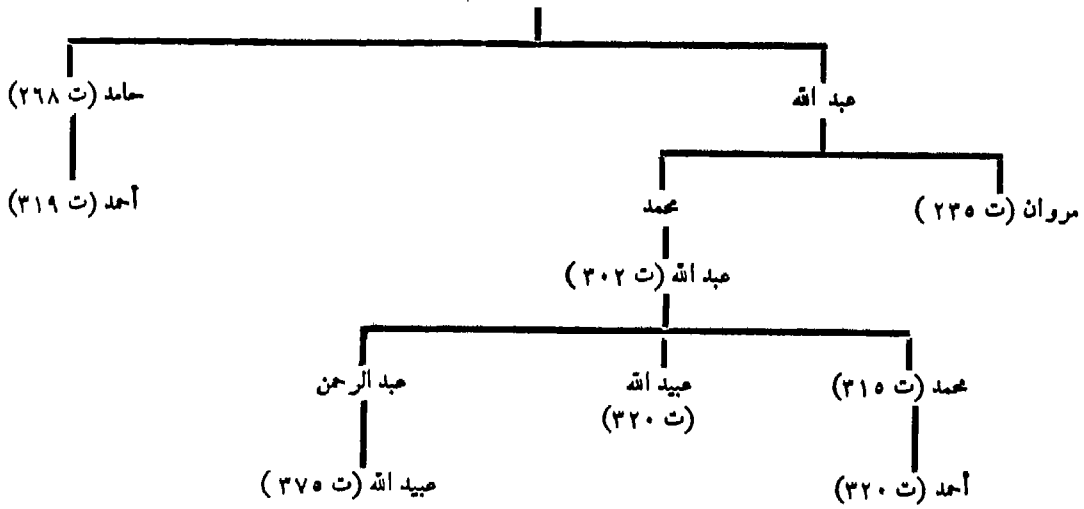 عبد الله
حامد (ت ٢٦٨)
مروان (ت ٢٣٥)
محمد
أحمد (ت ٣١٩)
عبد الله (ت ٣٠٢)
محمد (ت ٣١٥)
عبيد الله
(ت ٣٢٠)
عبد الرحمن
أحمد (ت ٣٢٠)
عبيد الله (ت ٣٧٥)